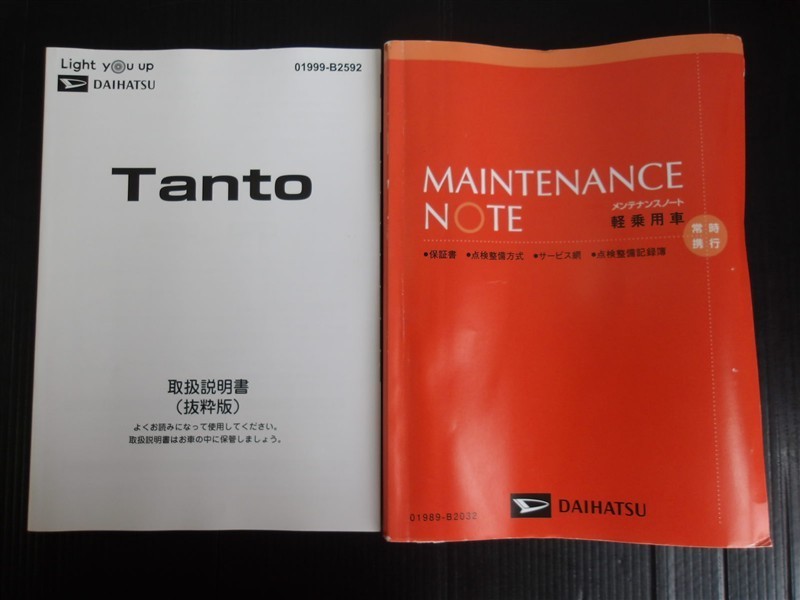 Light you up
DAIHATSU
01999-B2592
Tanto
取扱説明書
(抜粋版)
よくお読みになって使用してください。
取扱説明書はお車の中に保管しましょう。
MAINTENANCE
NOTE
メンテナンスノート
軽乗用車
常時
携行
●保証書 ●点検整備方式 ●サービス網 ●点検整備記録簿
01989-B2032
DAIHATSU